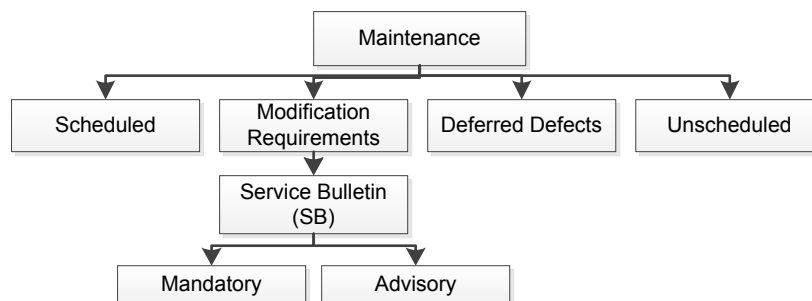 Maintenance
Scheduled
Modification
Requirements
Deferred Defects
Unscheduled
Service Bulletin
(SB)
Mandatory
Advisory